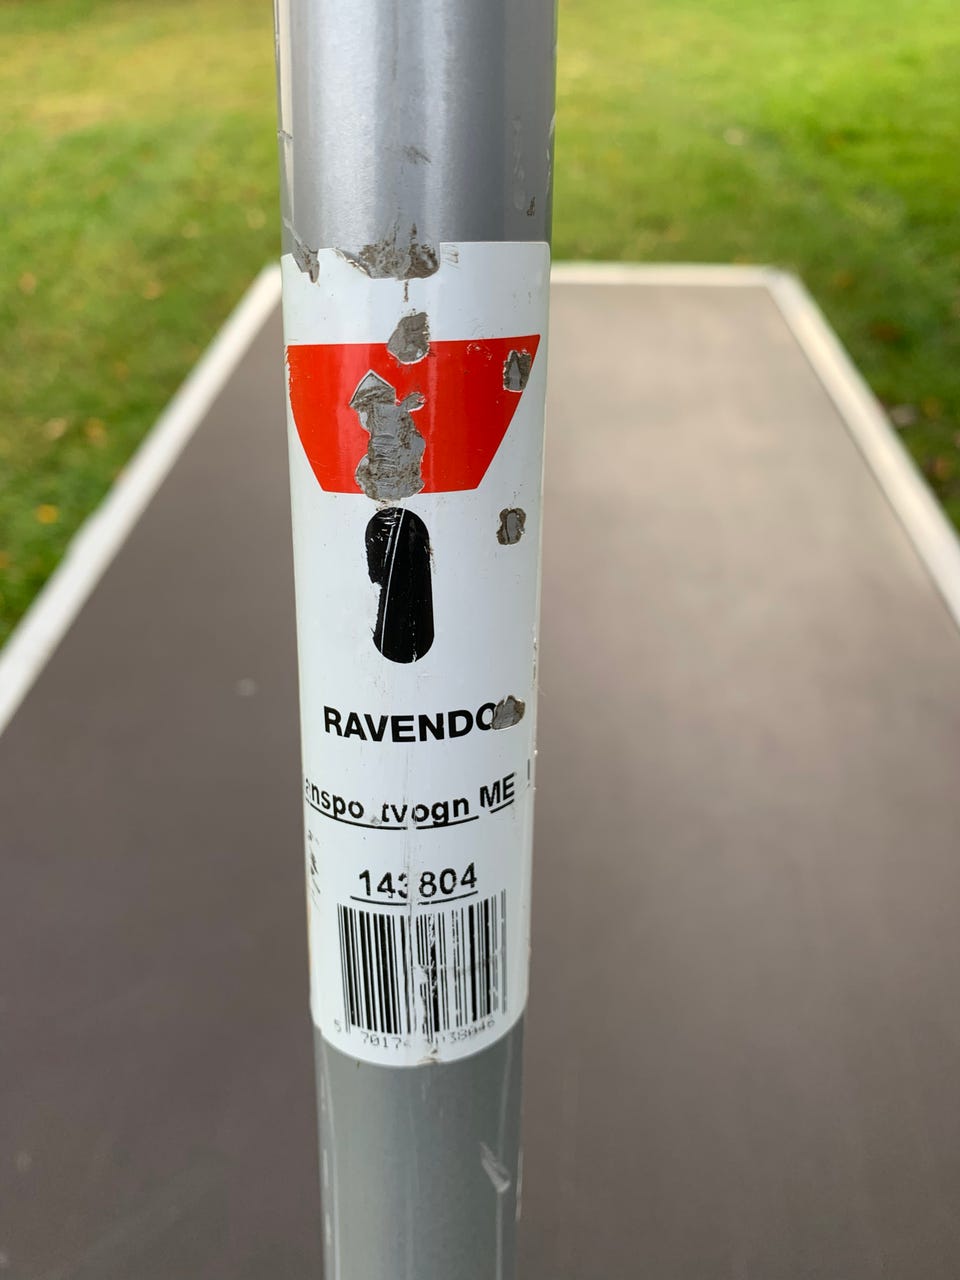 RAVENDO
anspo tvogn ME
143804